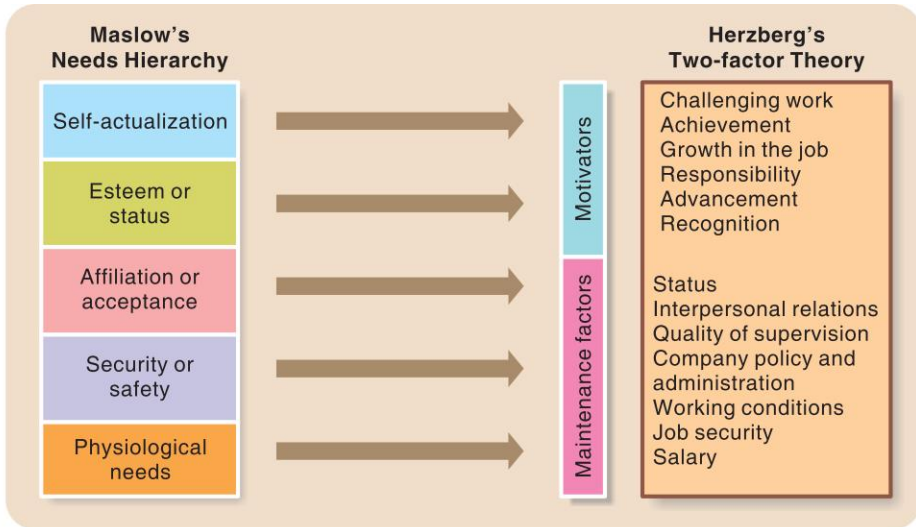 Maslow's
Needs Hierarchy
Self-actualization
Esteem or
status
Affiliation or
acceptance
Security or
safety
Physiological
needs
Motivators
Maintenance factors
Herzberg's
Two-factor Theory
Challenging work
Achievement
Growth in the job
Responsibility
Advancement
Recognition
Status
Interpersonal relations
Quality of supervision
Company policy and
administration
Working conditions
Job security
Salary